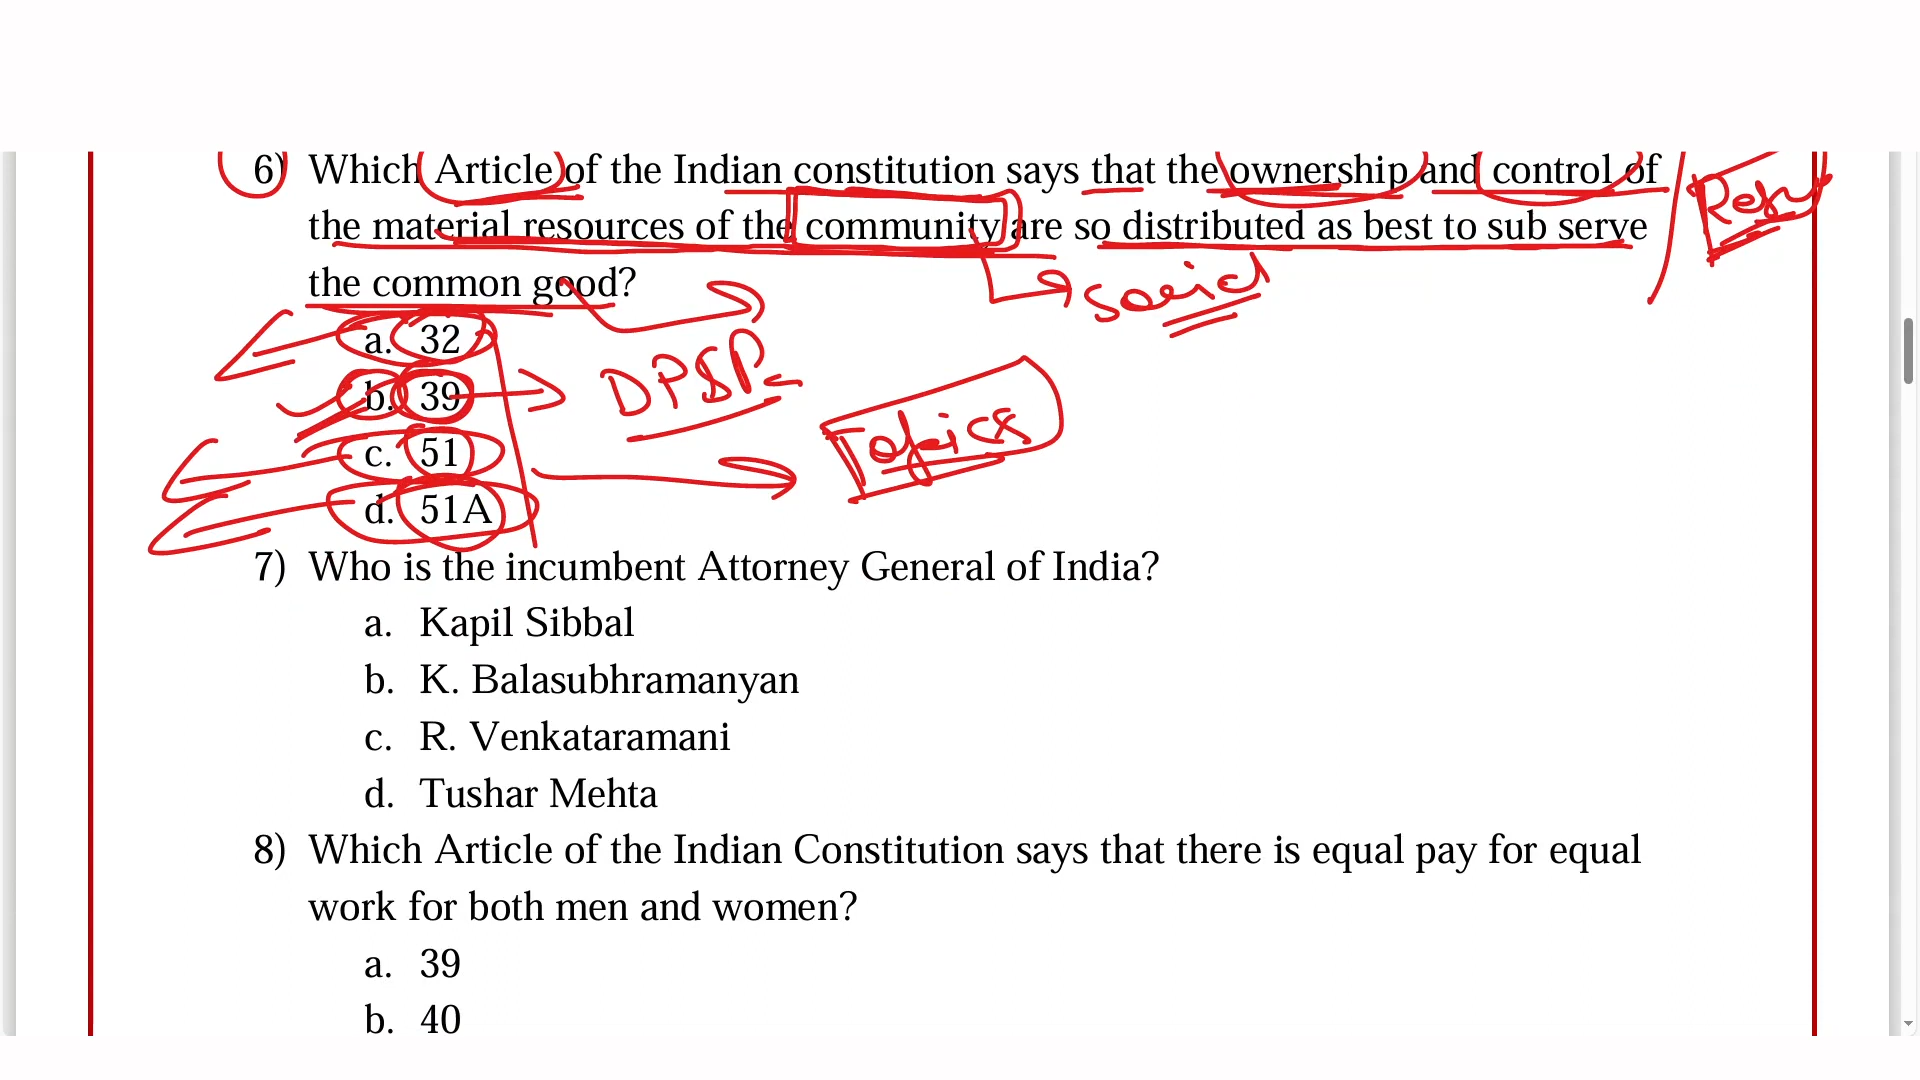 6) Which Article of the Indian constitution says that the ownership and control of
the material resources of the community are so distributed as best to sub serve
the common good?
Social
a. 32
b. 39
DPSP
c. 51
Topics
d. 51A
7) Who is the incumbent Attorney General of India?
a. Kapil Sibbal
b. K. Balasubhramanyan
c. R. Venkataramani
d. Tushar Mehta
8) Which Article of the Indian Constitution says that there is equal pay for equal
work for both men and women?
a. 39
b. 40